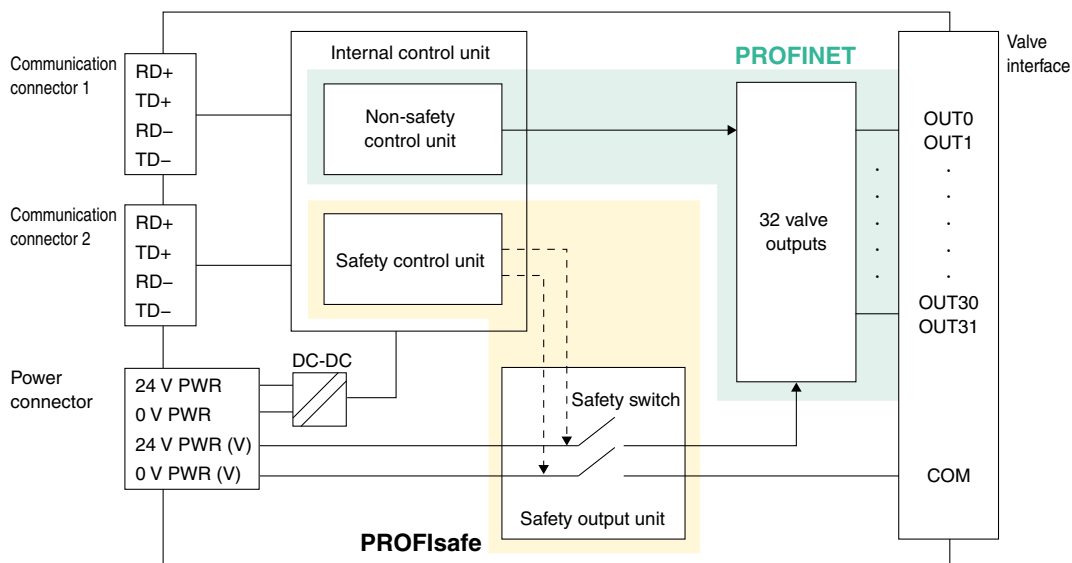 Communication
connector 1
RD+
TD+
RD−
TD−
Communication
connector 2
RD+
TD+
RD−
TD−
Power
connector
24 V PWR
0 V PWR
24 V PWR (V)
0 V PWR (V)
DC-DC
Internal control unit
Non-safety
control unit
Safety control unit
PROFINET
32 valve
outputs
Safety switch
Safety output unit
PROFIsafe
Valve
interface
OUT0
OUT1
OUT30
OUT31
COM